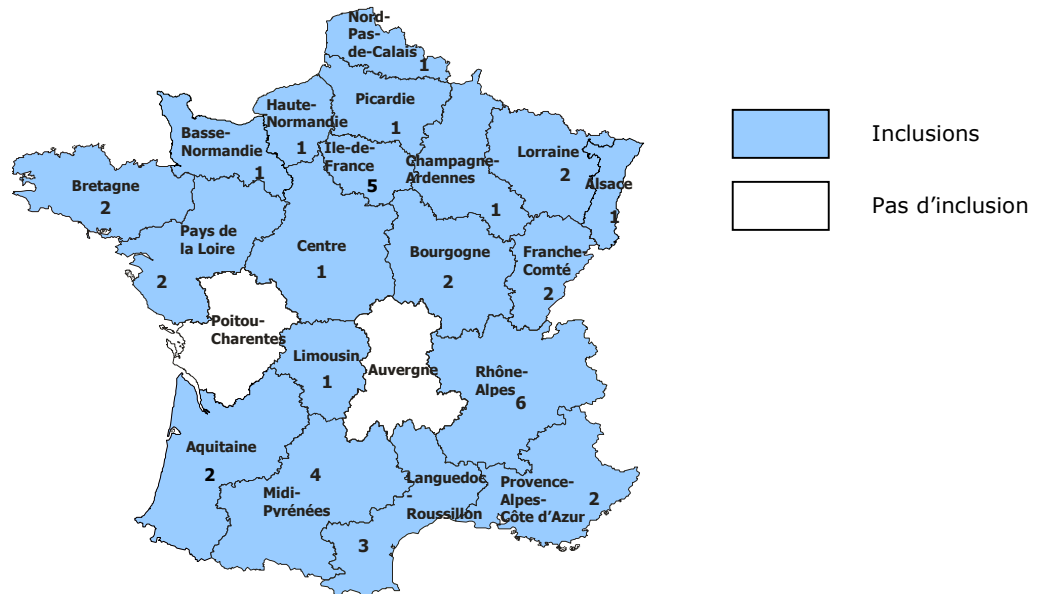 Nord-
Pas-
de-Calais
1
Picardie
1
Haute-
Normandie
1
Basse-
Normandie
1
Ile-de-
France
5
Champagne-
Ardennes
1
Lorraine
2
Alsace
1
Bretagne
2
Pays de
la Loire
2
Centre
1
Bourgogne
2
Franche-
Comté
2
Poitou-
Charentes
Limousin
1
Auvergne
Rhône-
Alpes
6
Aquitaine
2
4
Midi-
Pyrénées
Languedoc
-
Roussillon
3
Provence-
Alpes-
Côte d'Azur
2
Inclusions
Pas d’inclusion